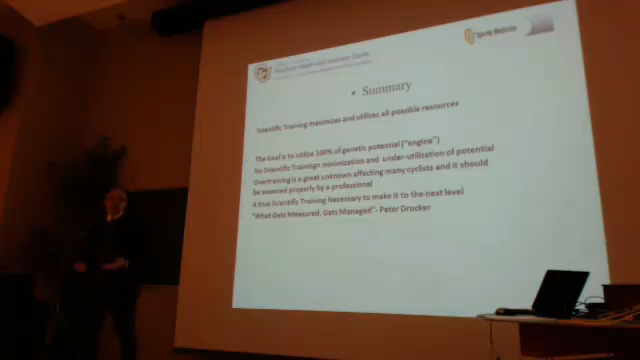 Sports Medicine
• Summary
Scientific Training maximizes and utilizes all possible resources
The Goal is to utilize 100% of genetic potential ("engine")
No Scientific Training= minimization and under-utilization of potential
Overtraining is a great unknown affecting many cyclists and it should
be assessed properly by a professional
A true Scientific Training Necessary to make it to the next level
"What Gets Measured, Gets Managed"- Peter Drucker